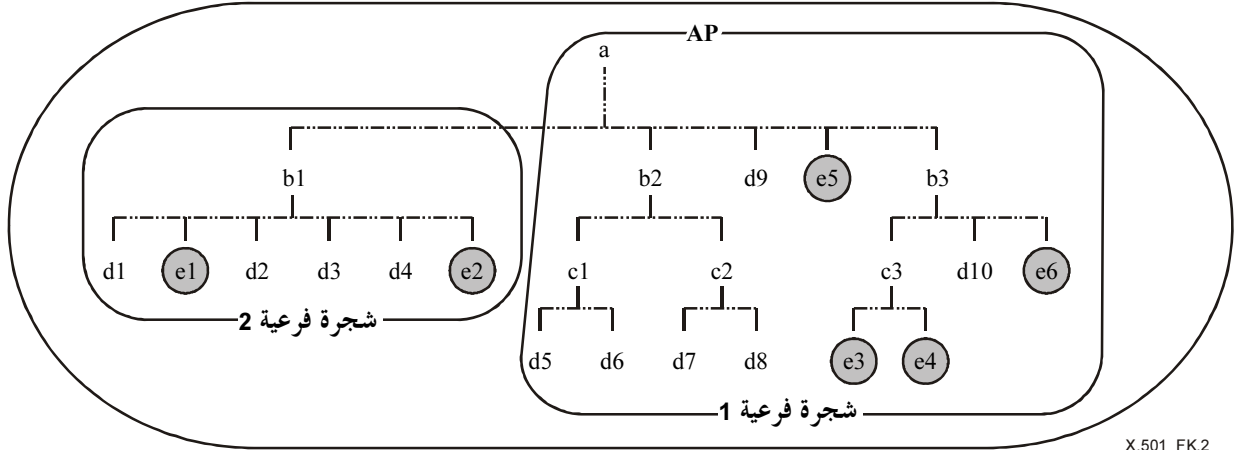 AP
a
b1 b2 d9 e5 b3
d1 e1 d2 d3 d4 e2 c1 c2 c3 d10 e6
شجرة فرعية 2
d5 d6 d7 d8 e3 e4
شجرة فرعية 1
X.501_FK.2